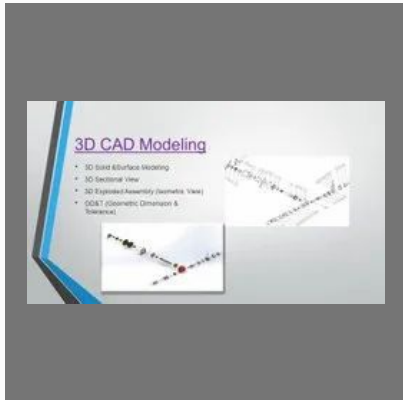 3D CAD Modeling
3D Solid &Surface Modeling
3D Sectional View
3D Exploded Assembly (Isometric View)
GD&T (Geometric Dimension &
Tolerance)